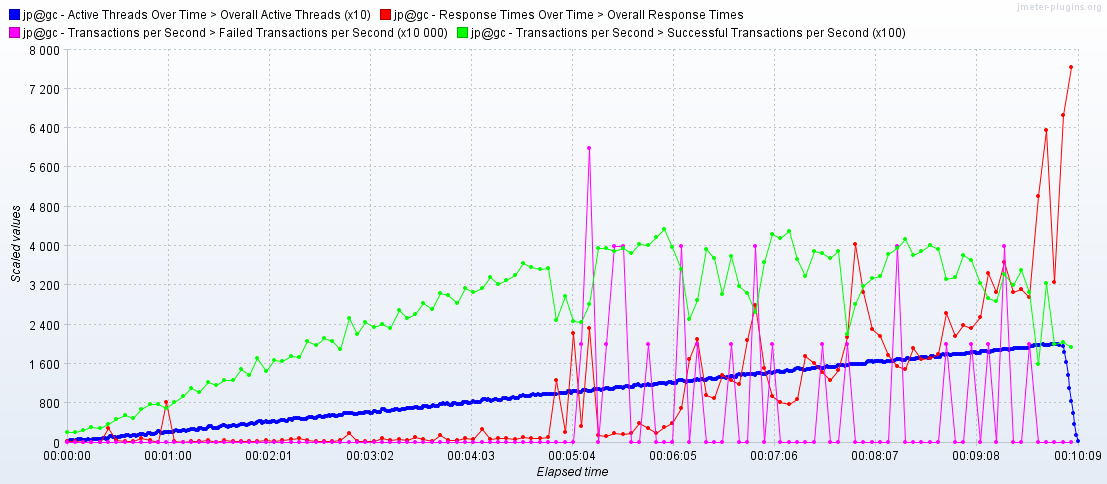 jmeter-plugins.org
jp@gc - Active Threads Over Time > Overall Active Threads (x10) jp@gc - Response Times Over Time > Overall Response Times
jp@gc - Transactions per Second > Failed Transactions per Second (x10 000) jp@gc - Transactions per Second > Successful Transactions per Second (x100)
8 000
7 200
6 400
5 600
4 800
4 000
3 200
2 400
1 600
800
0
Scaled values
00:00:00 00:01:00 00:02:01 00:03:02 00:04:03 00:05:04 00:06:05 00:07:06 00:08:07 00:09:08 00:10:09
Elapsed time